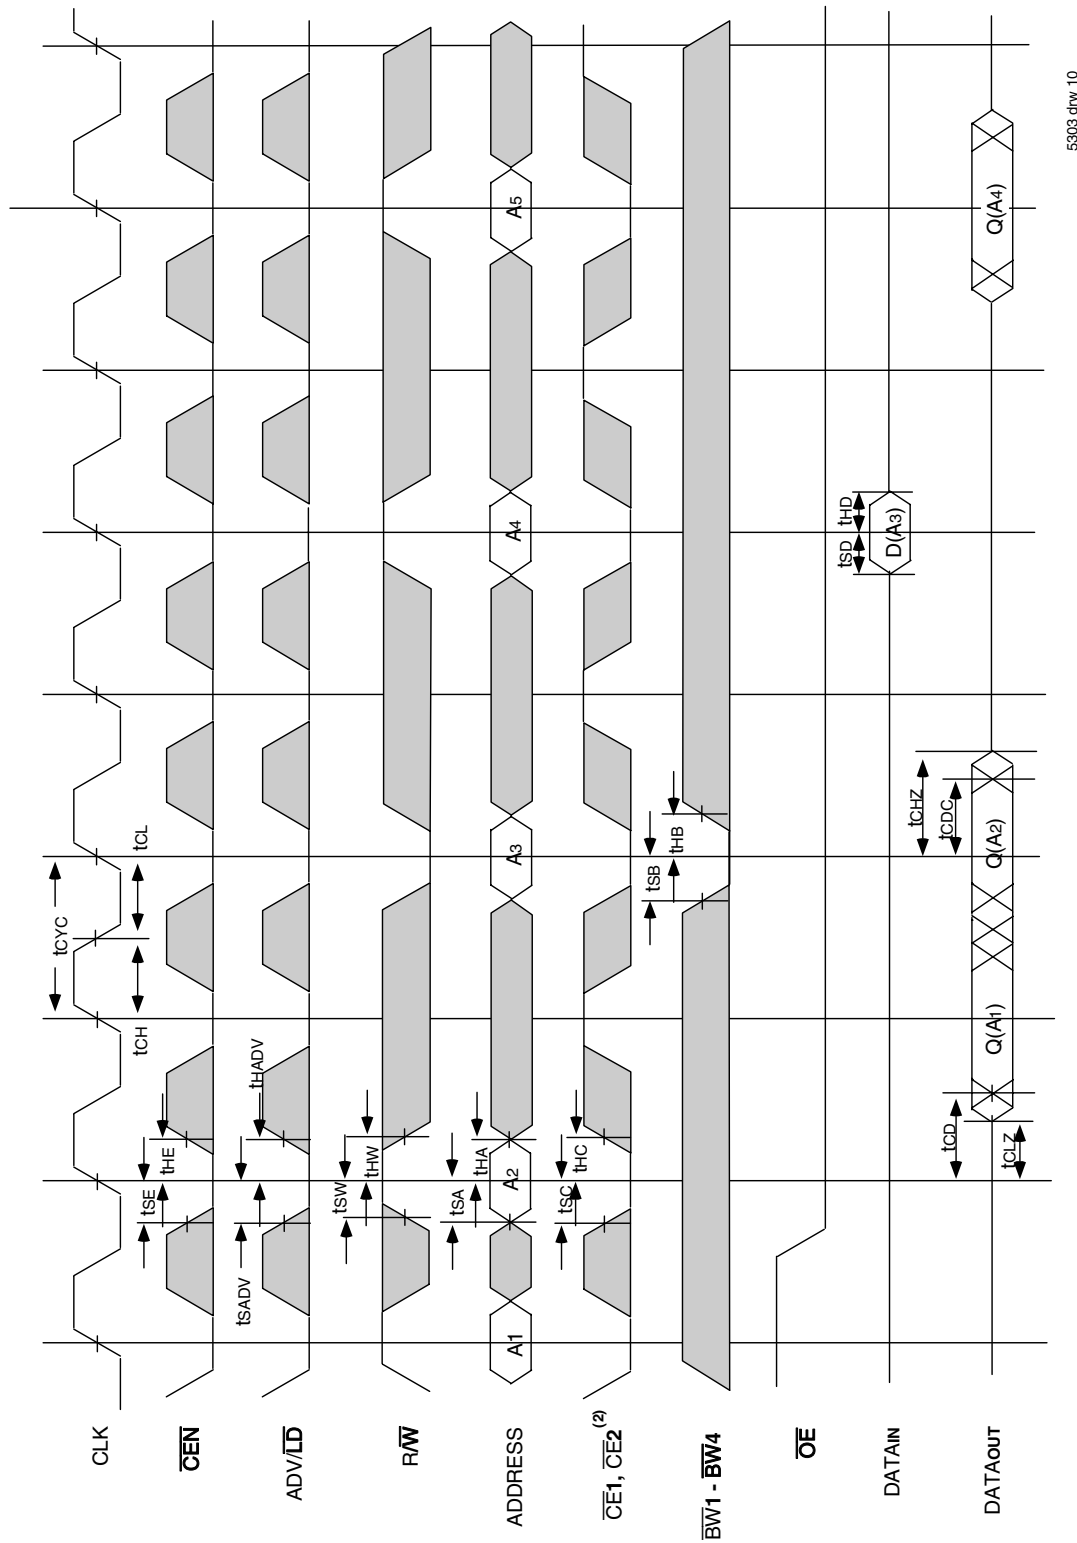 CLK
tCYC
tCH
tCL
CEN
tSE
tHE
ADV/LD
tSADV
tHADV
R/W
tSW
tHW
ADDRESS
A1
A2
A3
A4
A5
tSA
tHA
CE1, CE2 (2)
tSC
tHC
BW1 - BW4
tSB
tHB
OE
DATAIN
tSD
tHD
D(A3)
DATAOUT
tCD
tCLZ
Q(A1)
Q(A2)
tCHZ
tCDC
Q(A4)
5303 drw 10